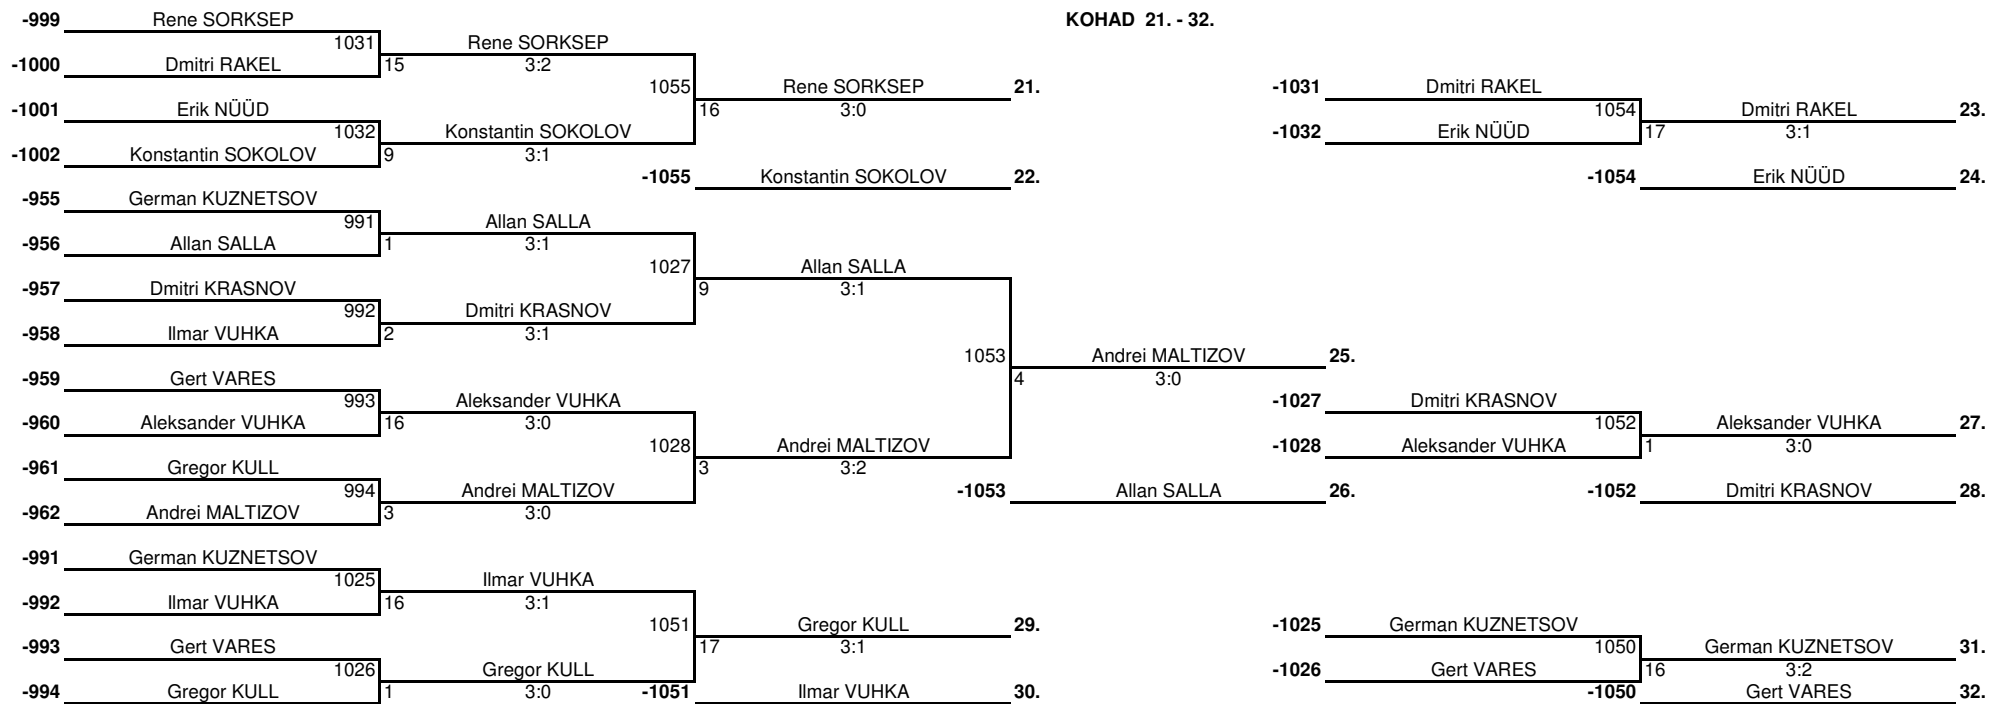 -999 Rene SORKSEP KOHAD 21. - 32.
1031 Rene SORKSEP
-1000 Dmitri RAKEL 15 3:2
1055 Rene SORKSEP 21. -1031 Dmitri RAKEL
-1001 Erik NÜÜD 16 3:0 1054 Dmitri RAKEL 23.
1032 Konstantin SOKOLOV -1032 Erik NÜÜD 17 3:1
-1002 Konstantin SOKOLOV 9 3:1
-1055 Konstantin SOKOLOV 22. -1054 Erik NÜÜD 24.
-955 German KUZNETSOV
991 Allan SALLA
-956 Allan SALLA 1 3:1
1027 Allan SALLA
-957 Dmitri KRASNOV 9 3:1
992 Dmitri KRASNOV
-958 Ilmar VUHKA 2 3:1
1053 Andrei MALTIZOV 25.
-959 Gert VARES 4 3:0
993 Aleksander VUHKA -1027 Dmitri KRASNOV
-960 Aleksander VUHKA 16 3:0 1052 Aleksander VUHKA 27.
1028 Andrei MALTIZOV -1028 Aleksander VUHKA 1 3:0
-961 Gregor KULL 3 3:2
994 Andrei MALTIZOV -1053 Allan SALLA 26. -1052 Dmitri KRASNOV 28.
-962 Andrei MALTIZOV 3 3:0
-991 German KUZNETSOV
1025 Ilmar VUHKA
-992 Ilmar VUHKA 16 3:1
1051 Gregor KULL 29. -1025 German KUZNETSOV
-993 Gert VARES 17 3:1 1050 German KUZNETSOV 31.
1026 Gregor KULL -1026 Gert VARES 16 3:2
-994 Gregor KULL 1 3:0 -1051 Ilmar VUHKA 30. -1050 Gert VARES 32.